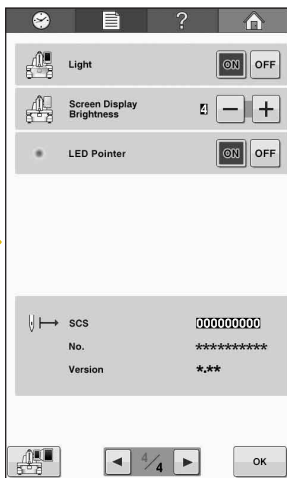 ?
Light ON OFF
Screen Display
Brightness 4 − +
LED Pointer ON OFF
SCS 000000000
No. **********
Version *.**
4/4 OK